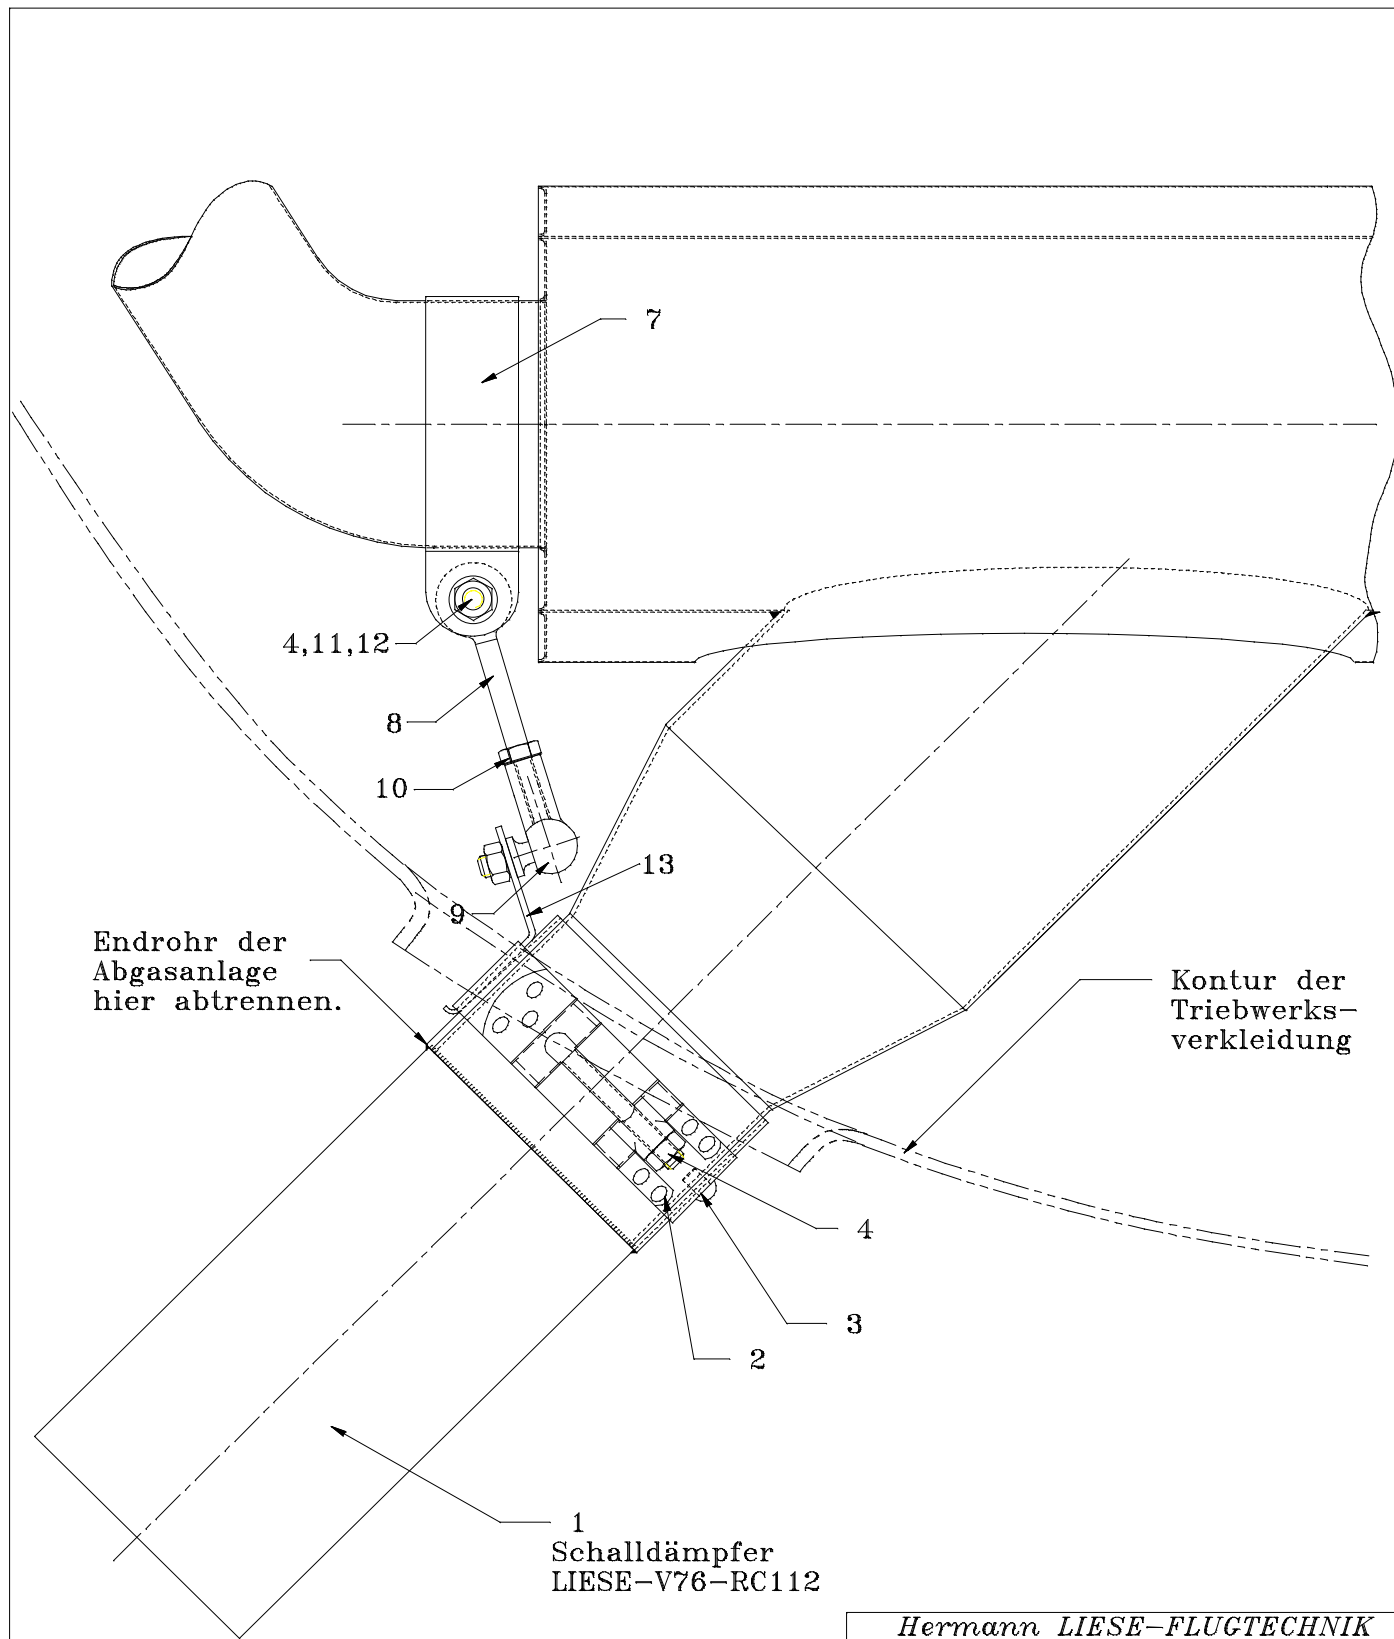 7
4,11,12
8
10
13
9
Endrohr der
Abgasanlage
hier abtrennen.
Kontur der
Triebwerks-
verkleidung
4
3
2
1
Schalldämpfer
LIESE-V76-RC112
Hermann LIESE-FLUGTECHNIK